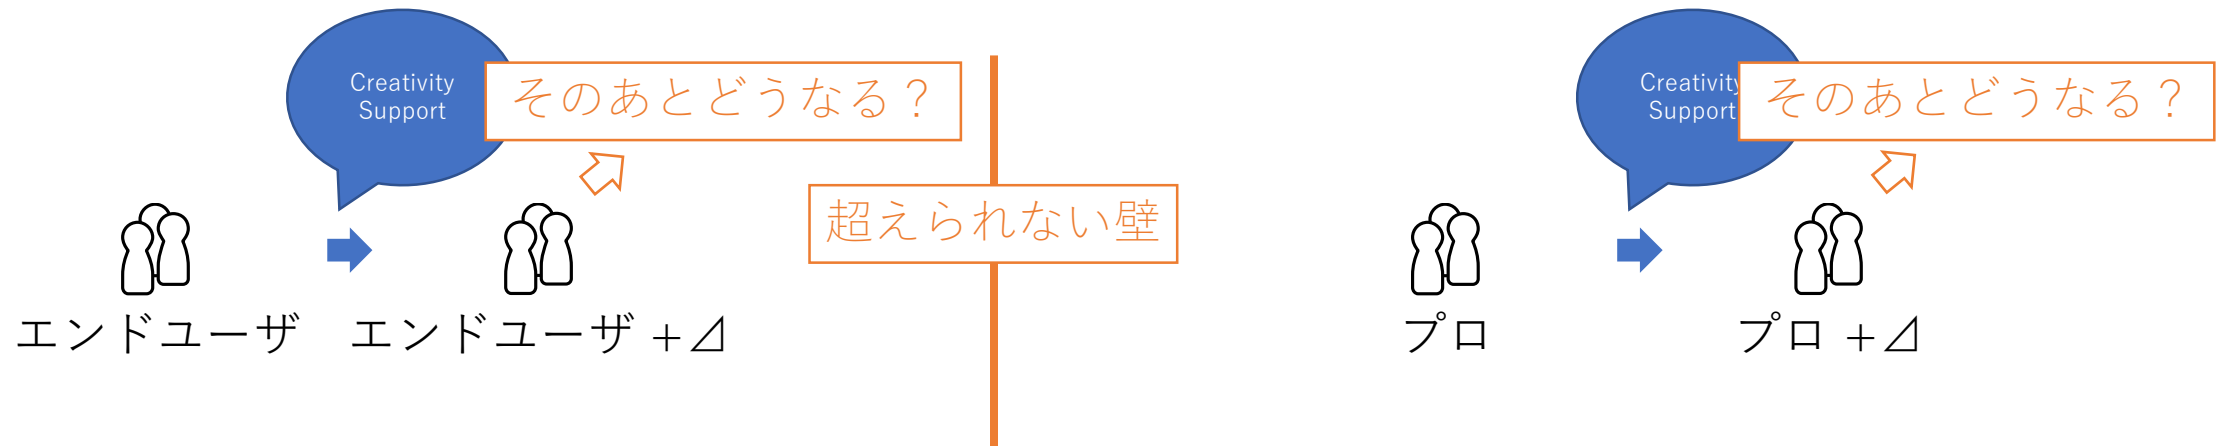 Creativity
Support
そのあとどうなる？
超えられない壁
エンドユーザ
エンドユーザ +⊿
Creativity
Support
そのあとどうなる？
プロ
プロ +⊿